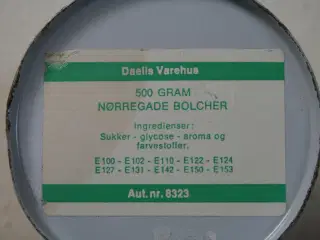 Daells Varehus
500 GRAM
NØRREGADE BOLCHER
Ingredienser:
Sukker - glycose - aroma og
farvestoffer.
E100 - E102 - E110 - E122 - E124
E127 - E131 - E142 - E150 - E153
Aut. nr. 8323